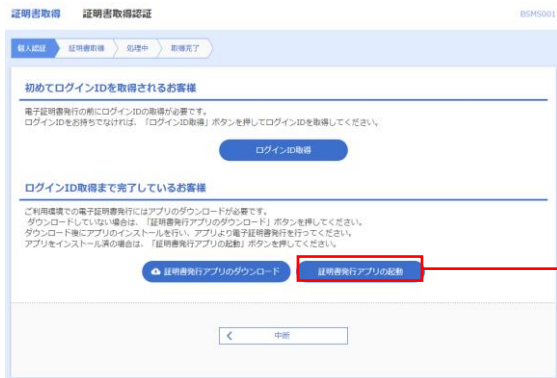 証明書取得 証明書取得認証 BSMS001
個人認証 証明書取得 処理中 取得完了
初めてログインIDを取得されるお客様
電子証明書発行の前にログインIDの取得が必要です。
ログインIDをお持ちでなければ、「ログインID取得」ボタンを押してログインIDを取得してください。
ログインID取得
ログインID取得まで完了しているお客様
ご利用環境での電子証明書発行にはアプリのダウンロードが必要です。
ダウンロードしていない場合は、「証明書発行アプリのダウンロード」ボタンを押してください。
ダウンロード後にアプリのインストールを行い、アプリより電子証明書発行を行ってください。
アプリをインストール済の場合は、「証明書発行アプリの起動」ボタンを押してください。
証明書発行アプリのダウンロード 証明書発行アプリの起動
中断